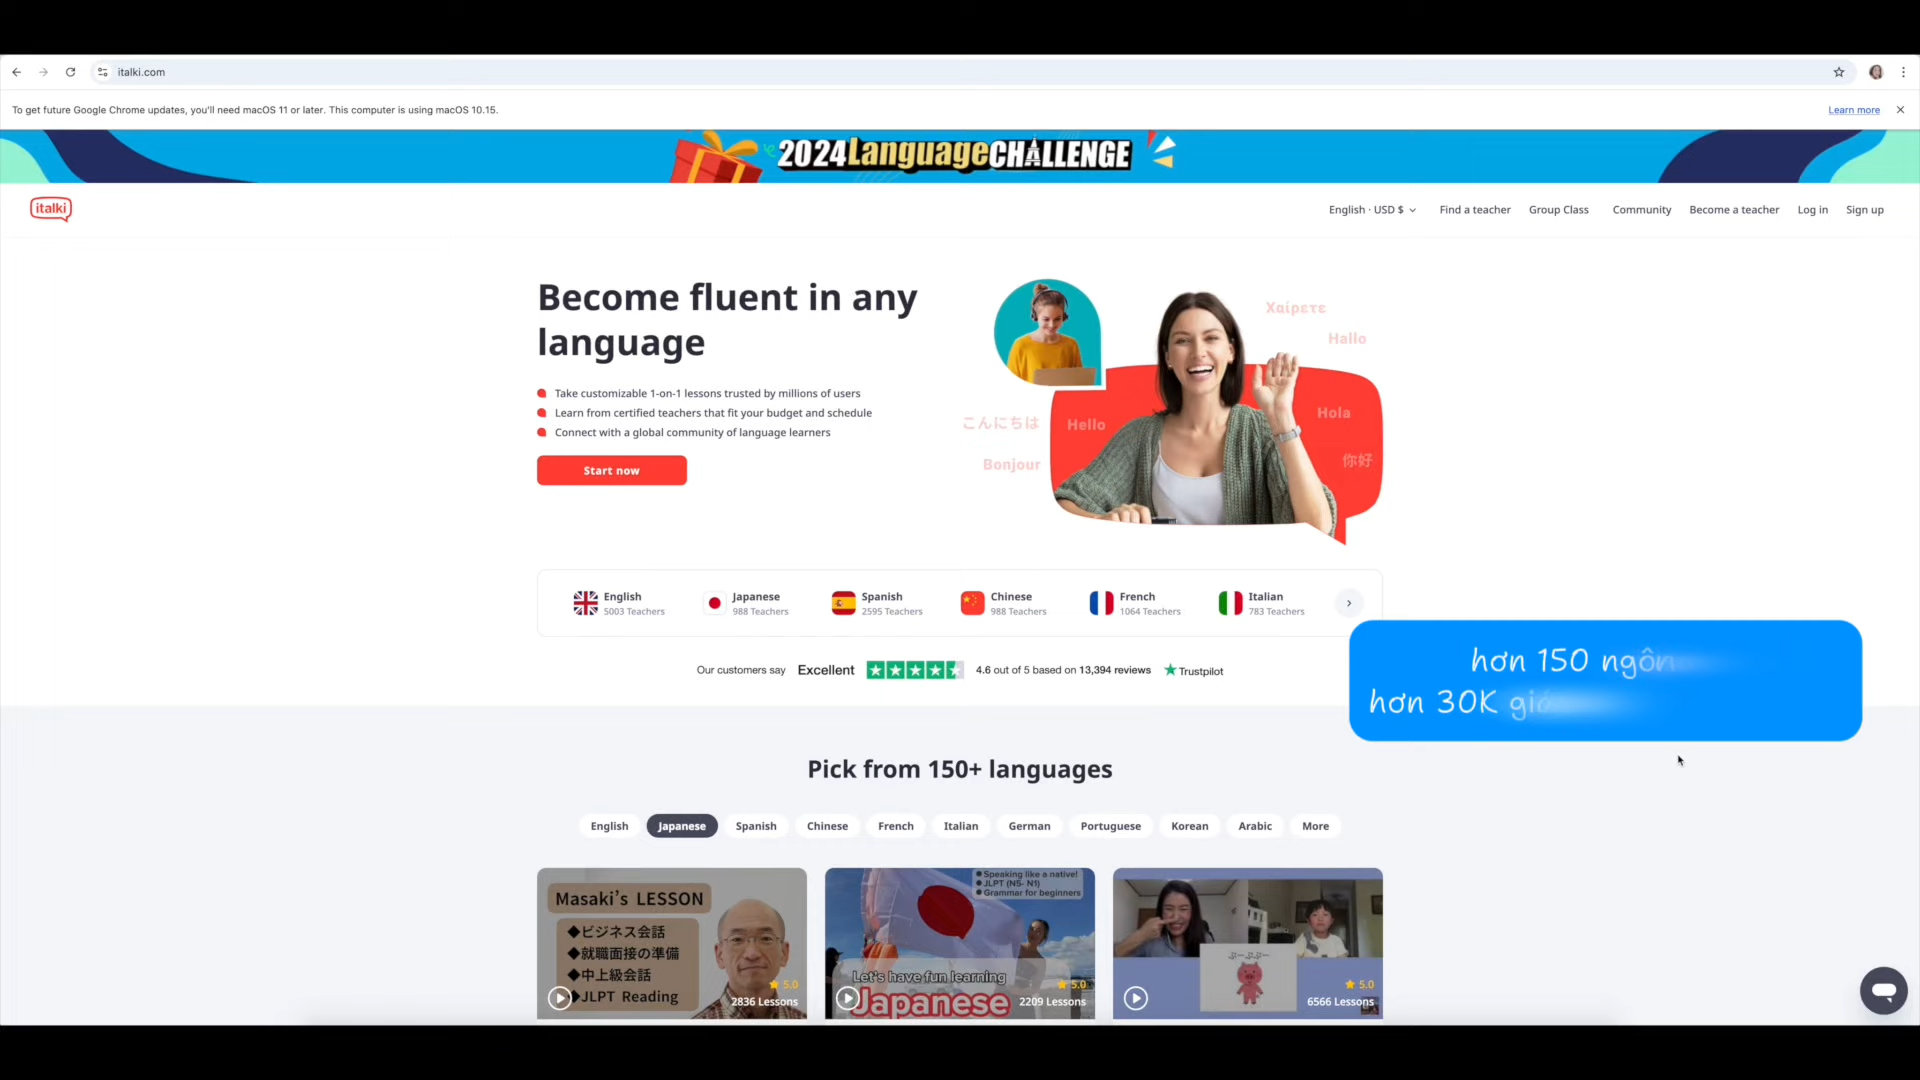 italki.com
To get future Google Chrome updates, you'll need macOS 11 or later. This computer is using macOS 10.15.
Learn more
2024 Language CHALLENGE
italki
English · USD $
Find a teacher
Group Class
Community
Become a teacher
Log in
Sign up
Become fluent in any
language
Take customizable 1-on-1 lessons trusted by millions of users
Learn from certified teachers that fit your budget and schedule
Connect with a global community of language learners
Start now
Χαίρετε
Hallo
こんにちは
Hello
Hola
Bonjour
你好
English
5003 Teachers
Japanese
988 Teachers
Spanish
2595 Teachers
Chinese
988 Teachers
French
1064 Teachers
Italian
783 Teachers
Our customers say Excellent 4.6 out of 5 based on 13,394 reviews Trustpilot
hơn 150 ngôn
hơn 30K
Pick from 150+ languages
English
Japanese
Spanish
Chinese
French
Italian
German
Portuguese
Korean
Arabic
More
Masaki's LESSON
◆ビジネス会話
◆就職面接の準備
◆中上級会話
◆JLPT Reading
5.0
2836 Lessons
Speaking like a native!
JLPT (N5- N1)
Grammar for beginners
Let's have fun learning
Japanese
5.0
2209 Lessons
5.0
6566 Lessons